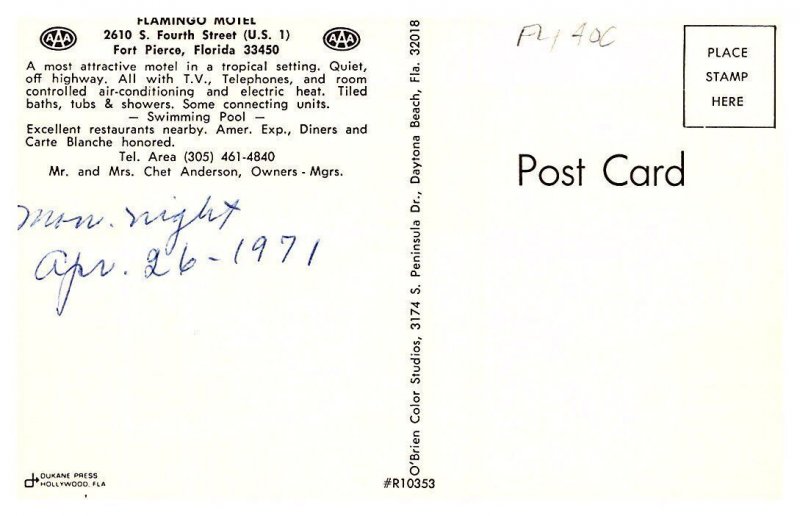 FLAMINGO MOTEL
AAA 2610 S. Fourth Street (U.S. 1) AAA
Fort Pierce, Florida 33450
A most attractive motel in a tropical setting. Quiet,
off highway. All with T.V., Telephones, and room
controlled air-conditioning and electric heat. Tiled
baths, tubs & showers. Some connecting units.
— Swimming Pool —
Excellent restaurants nearby. Amer. Exp., Diners and
Carte Blanche honored.
Tel. Area (305) 461-4840
Mr. and Mrs. Chet Anderson, Owners - Mgrs.
Mon. night
Apr. 26-1971
DUKANE PRESS
HOLLYWOOD, FLA
O'Brien Color Studios, 3174 S. Peninsula Dr., Daytona Beach, Fla. 32018
#R10353
FL, 40C
Post Card
PLACE
STAMP
HERE